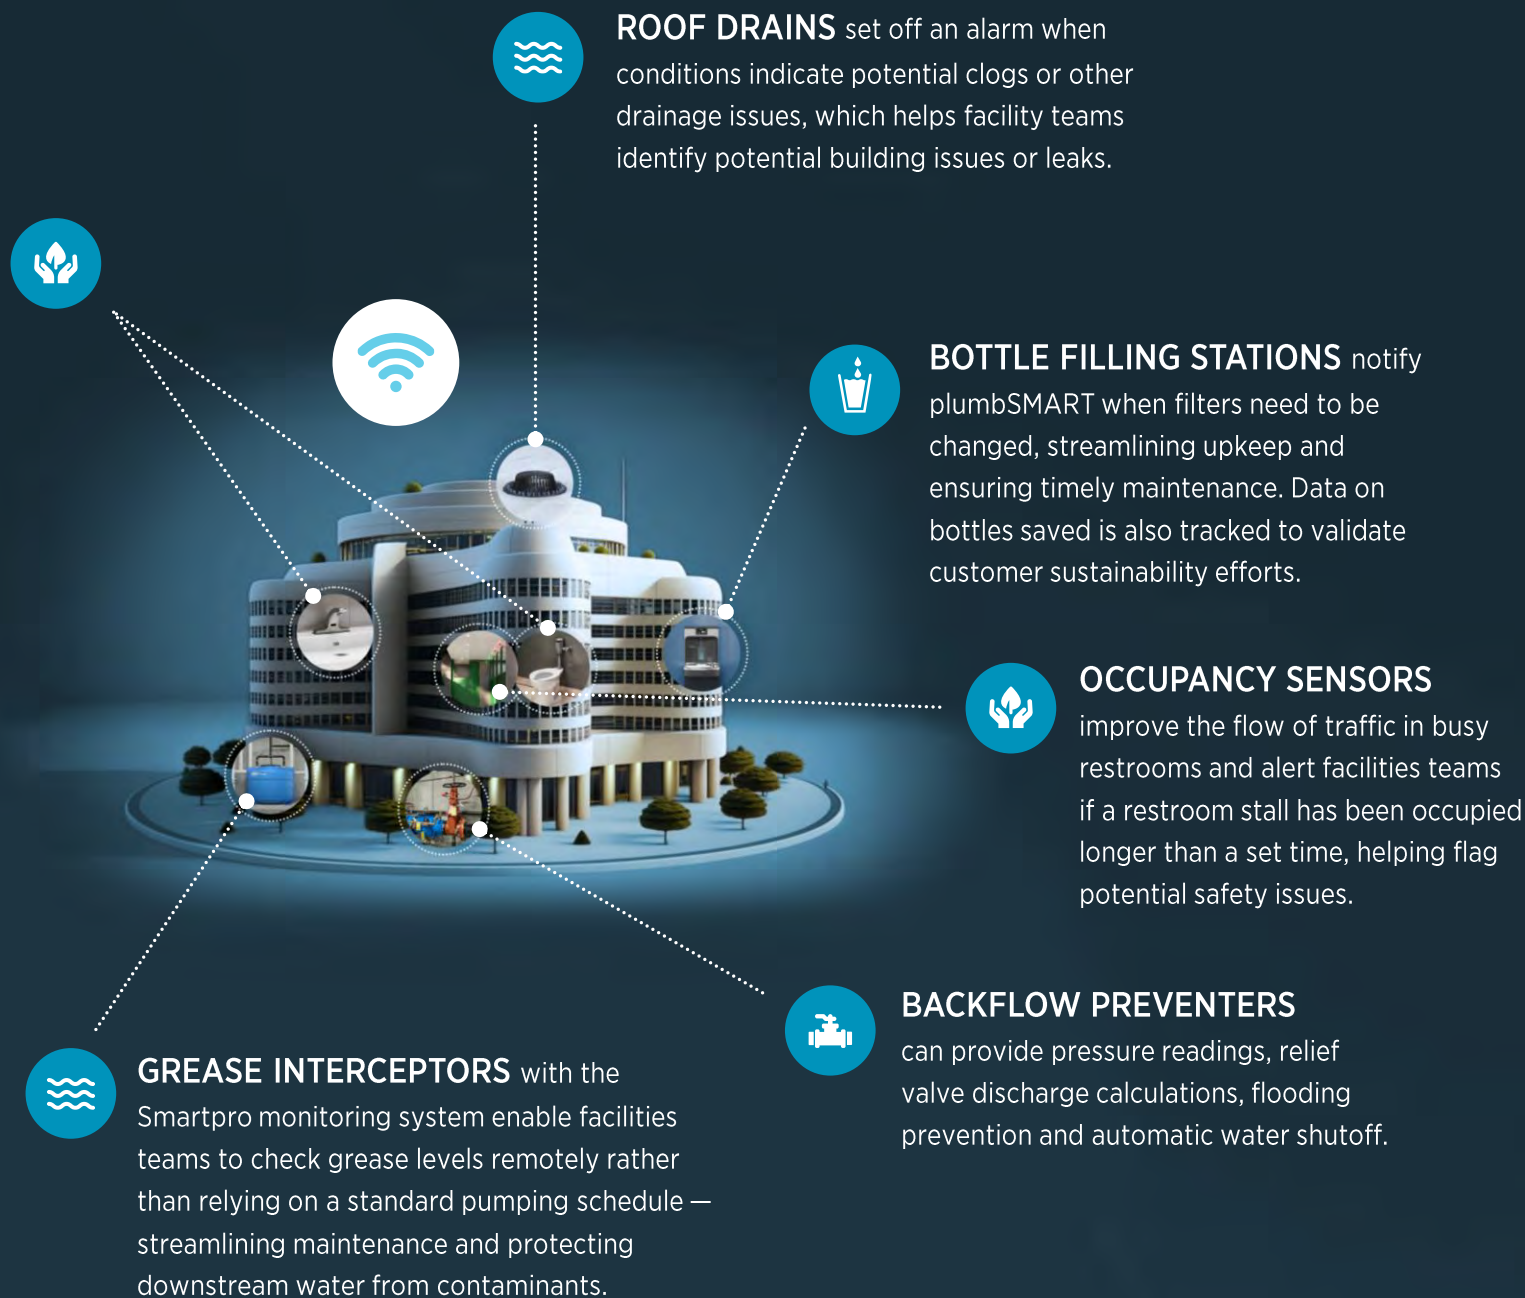 ROOF DRAINS set off an alarm when
conditions indicate potential clogs or other
drainage issues, which helps facility teams
identify potential building issues or leaks.
BOTTLE FILLING STATIONS notify
plumbSMART when filters need to be
changed, streamlining upkeep and
ensuring timely maintenance. Data on
bottles saved is also tracked to validate
customer sustainability efforts.
OCCUPANCY SENSORS
improve the flow of traffic in busy
restrooms and alert facilities teams
if a restroom stall has been occupied
longer than a set time, helping flag
potential safety issues.
BACKFLOW PREVENTERS
can provide pressure readings, relief
valve discharge calculations, flooding
prevention and automatic water shutoff.
GREASE INTERCEPTORS with the
Smartpro monitoring system enable facilities
teams to check grease levels remotely rather
than relying on a standard pumping schedule —
streamlining maintenance and protecting
downstream water from contaminants.